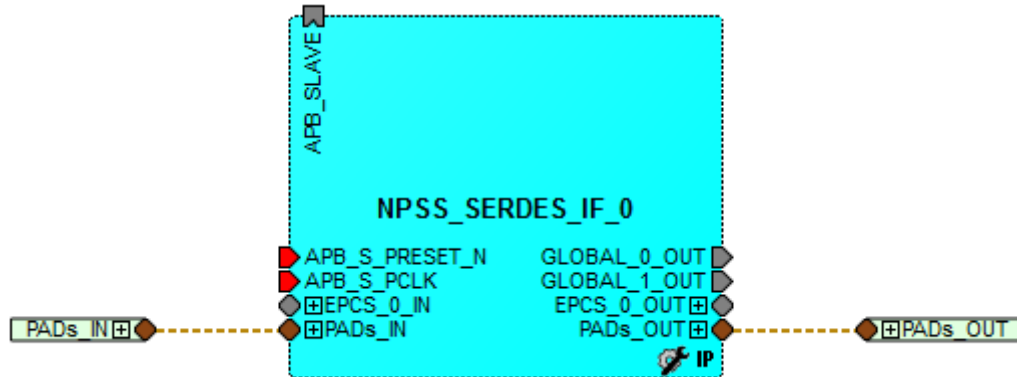 APB_SLAVE
NPSS_SERDES_IF_0
APB_S_PRESET_N GLOBAL_0_OUT
APB_S_PCLK GLOBAL_1_OUT
EPCS_0_IN EPCS_0_OUT
PADs_IN PADs_IN PADs_OUT PADs_OUT
IP